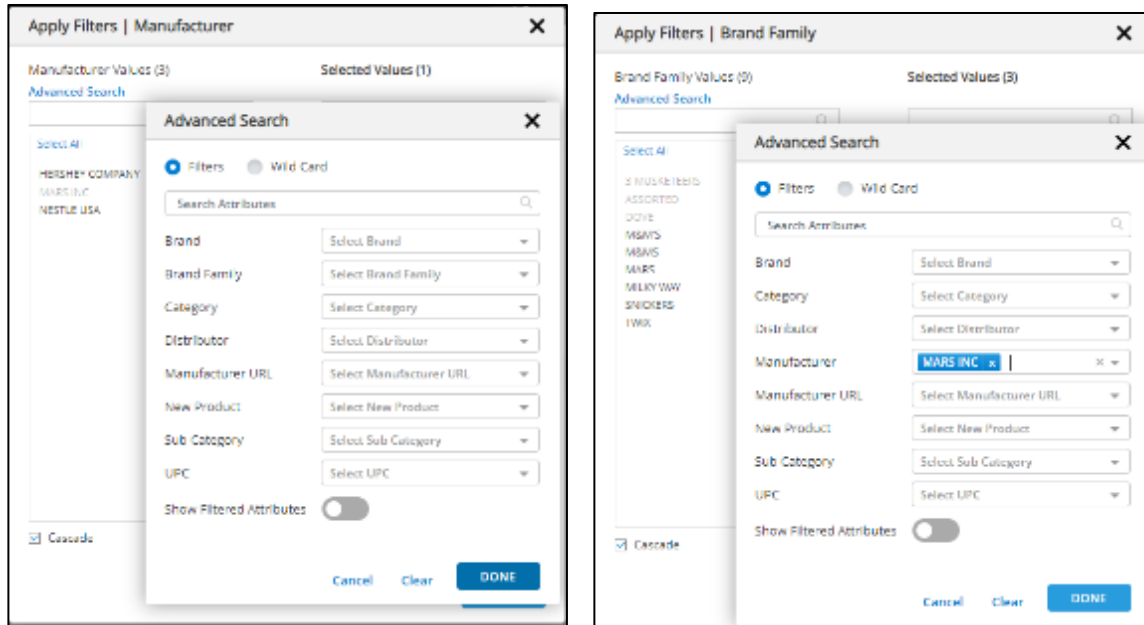 Apply Filters | Manufacturer
Manufacturer Values (3)
Selected Values (1)
Advanced Search
Select All
HERSHEY COMPANY
MARS INC
NESTLE USA
Advanced Search
Filters
Wild Card
Search Attributes
Brand Select Brand
Brand Family Select Brand Family
Category Select Category
Distributor Select Distributor
Manufacturer URL Select Manufacturer URL
New Product Select New Product
Sub Category Select Sub Category
UPC Select UPC
Show Filtered Attributes
Cascade
Cancel Clear DONE
Apply Filters | Brand Family
Brand Family Values (9)
Selected Values (3)
Advanced Search
Select All
3 MUSKETEERS
ASSORTED
DOVE
M&M'S
M&MS
MARS
MILKY WAY
SNICKERS
TWIX
Advanced Search
Filters
Wild Card
Search Attributes
Brand Select Brand
Category Select Category
Distributor Select Distributor
Manufacturer MARS INC x
Manufacturer URL Select Manufacturer URL
New Product Select New Product
Sub Category Select Sub Category
UPC Select UPC
Show Filtered Attributes
Cascade
Cancel Clear DONE